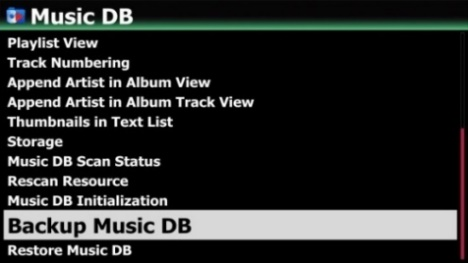 Music DB
Playlist View
Track Numbering
Append Artist in Album View
Append Artist in Album Track View
Thumbnails in Text List
Storage
Music DB Scan Status
Rescan Resource
Music DB Initialization
Backup Music DB
Restore Music DB